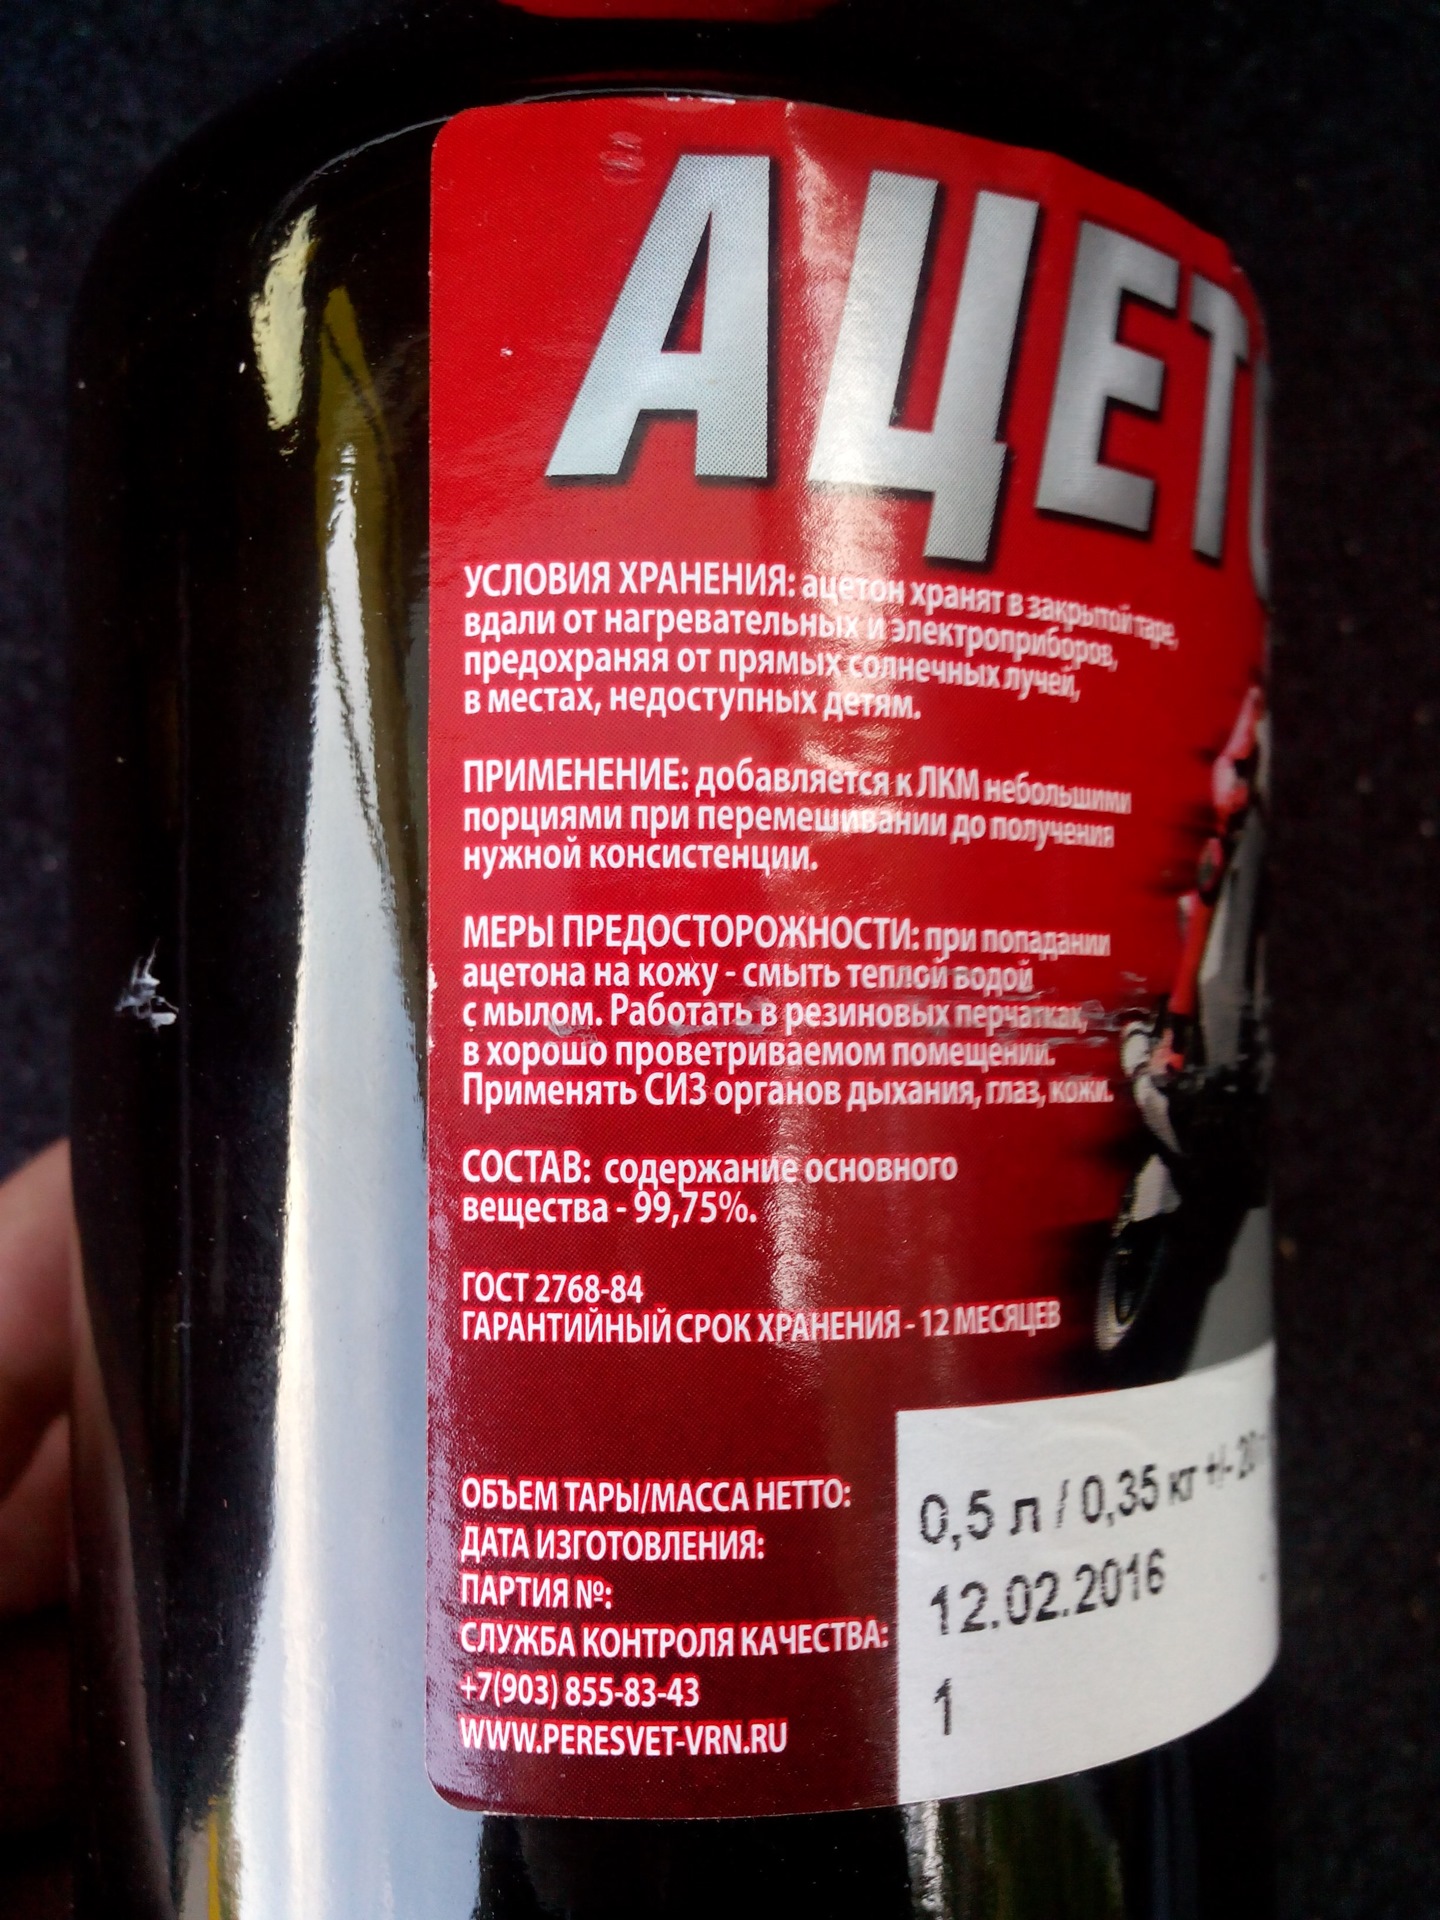 АЦЕТО
УСЛОВИЯ ХРАНЕНИЯ: ацетон хранят в закрытой таре,
вдали от нагревательных и электроприборов,
предохраняя от прямых солнечных лучей,
в местах, недоступных детям.
ПРИМЕНЕНИЕ: добавляется к ЛКМ небольшими
порциями при перемешивании до получения
нужной консистенции.
МЕРЫ ПРЕДОСТОРОЖНОСТИ: при попадании
ацетона на кожу - смыть теплой водой
с мылом. Работать в резиновых перчатках,
в хорошо проветриваемом помещении.
Применять СИЗ органов дыхания, глаз, кожи.
СОСТАВ: содержание основного
вещества - 99,75%.
ГОСТ 2768-84
ГАРАНТИЙНЫЙ СРОК ХРАНЕНИЯ - 12 МЕСЯЦЕВ
ОБЪЕМ ТАРЫ/МАССА НЕТТО: 0,5 л / 0,35 кг +/- 20
ДАТА ИЗГОТОВЛЕНИЯ: 12.02.2016
ПАРТИЯ №: 1
СЛУЖБА КОНТРОЛЯ КАЧЕСТВА:
+7(903) 855-83-43
WWW.PERESVET-VRN.RU